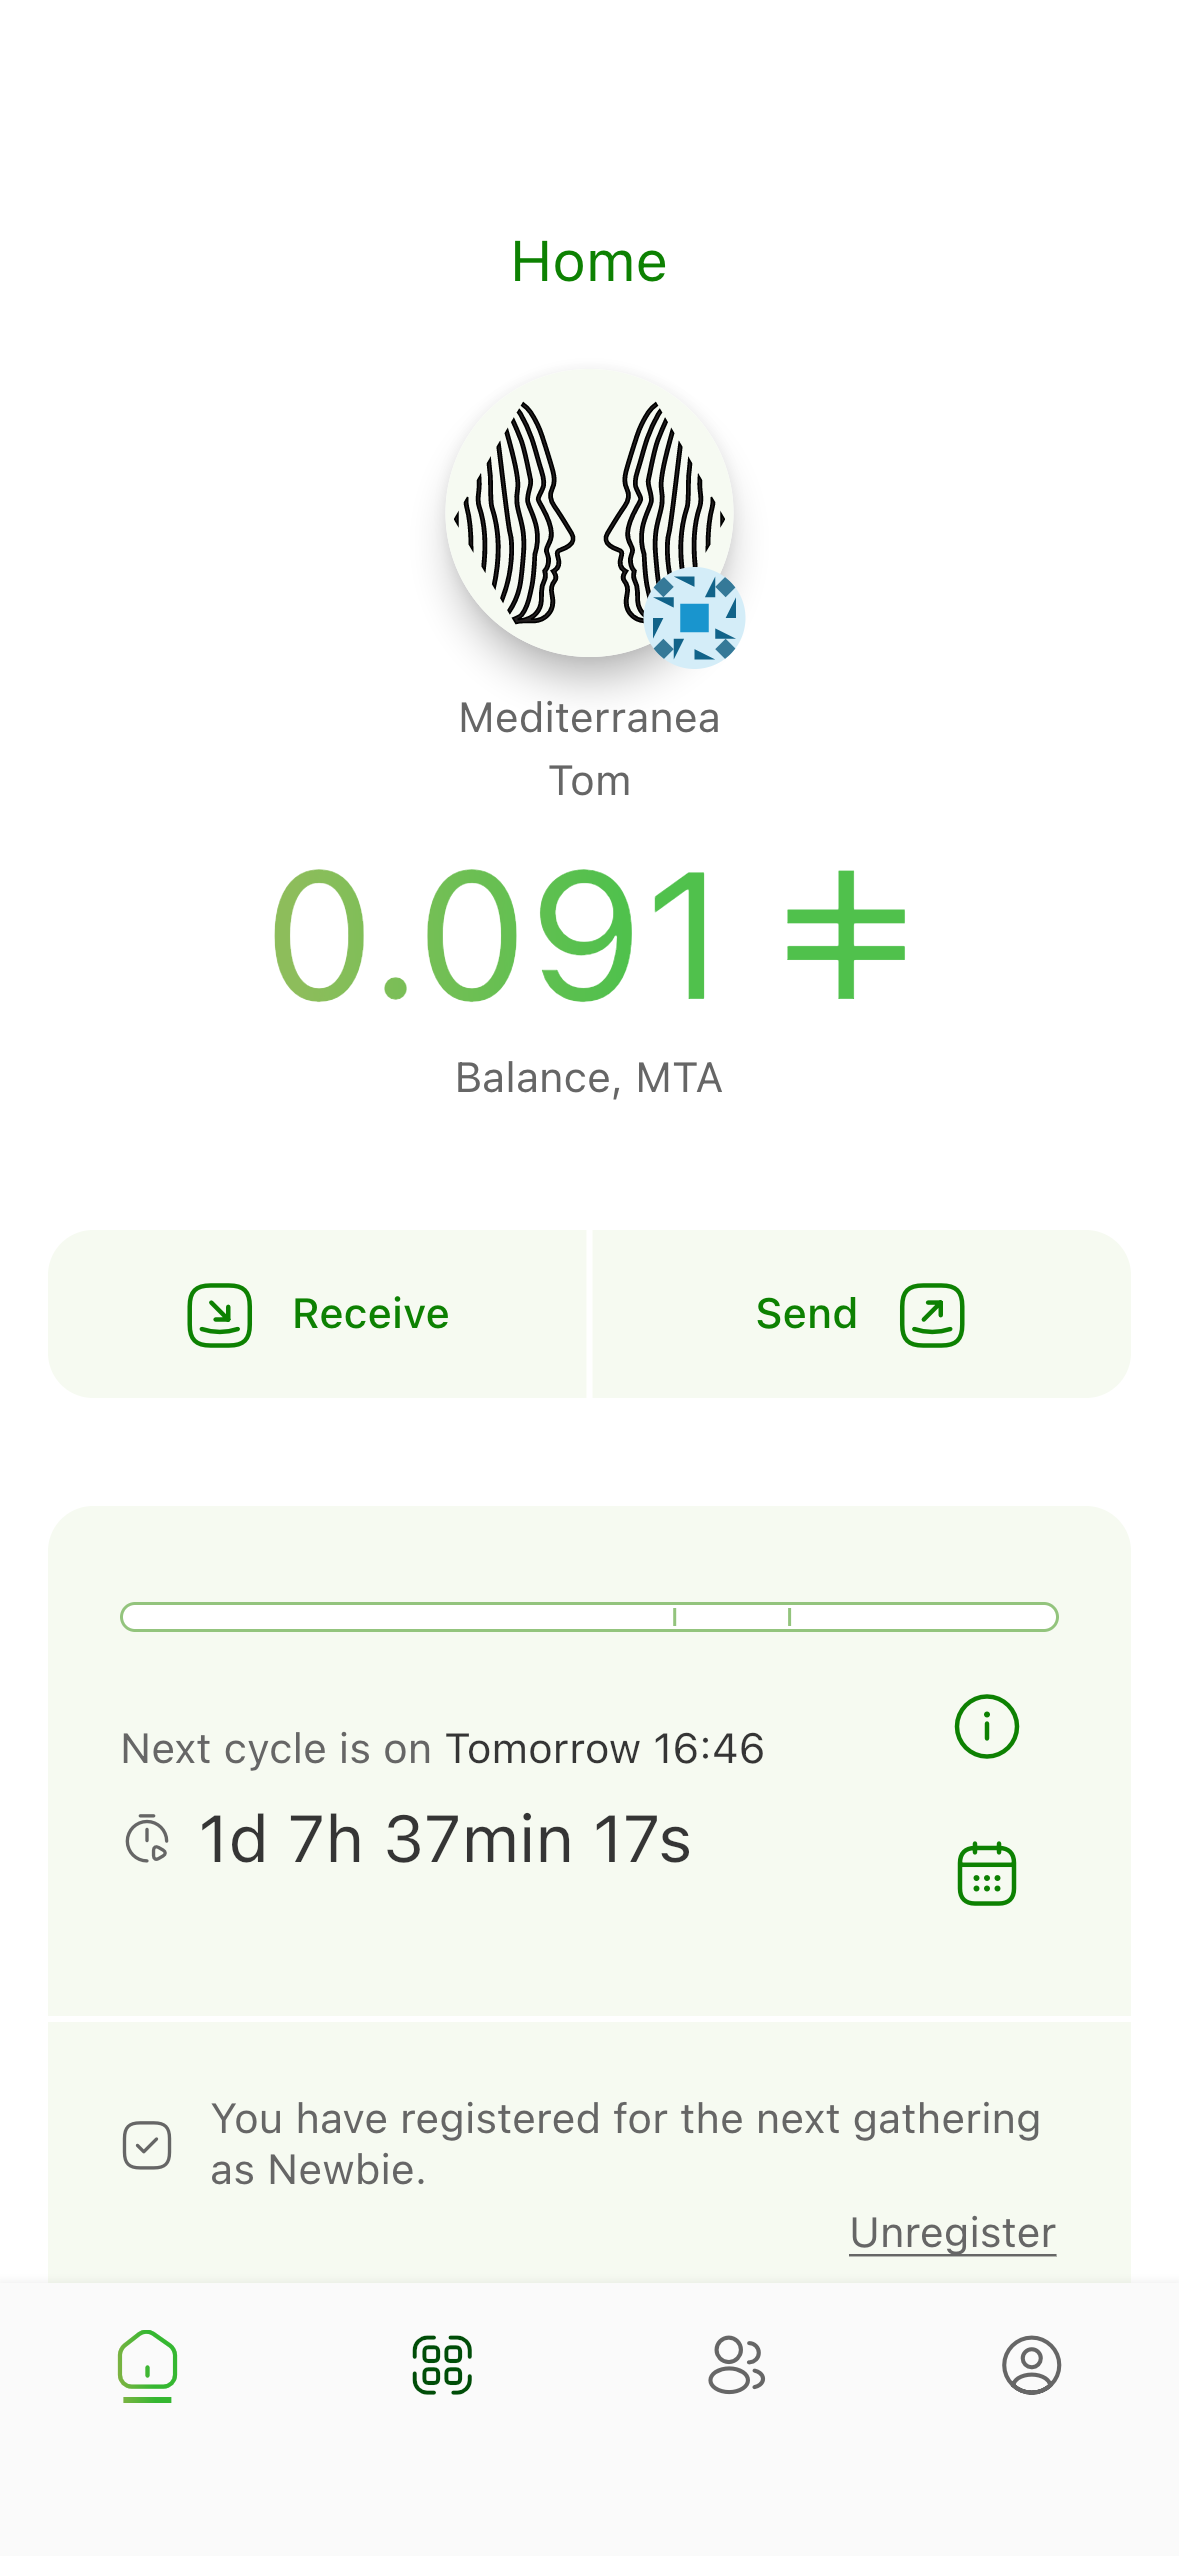 Home
Mediterranea
Tom
0.091 ⵐ
Balance, MTA
Receive
Send
Next cycle is on Tomorrow 16:46
1d 7h 37min 17s
You have registered for the next gathering
as Newbie.
Unregister